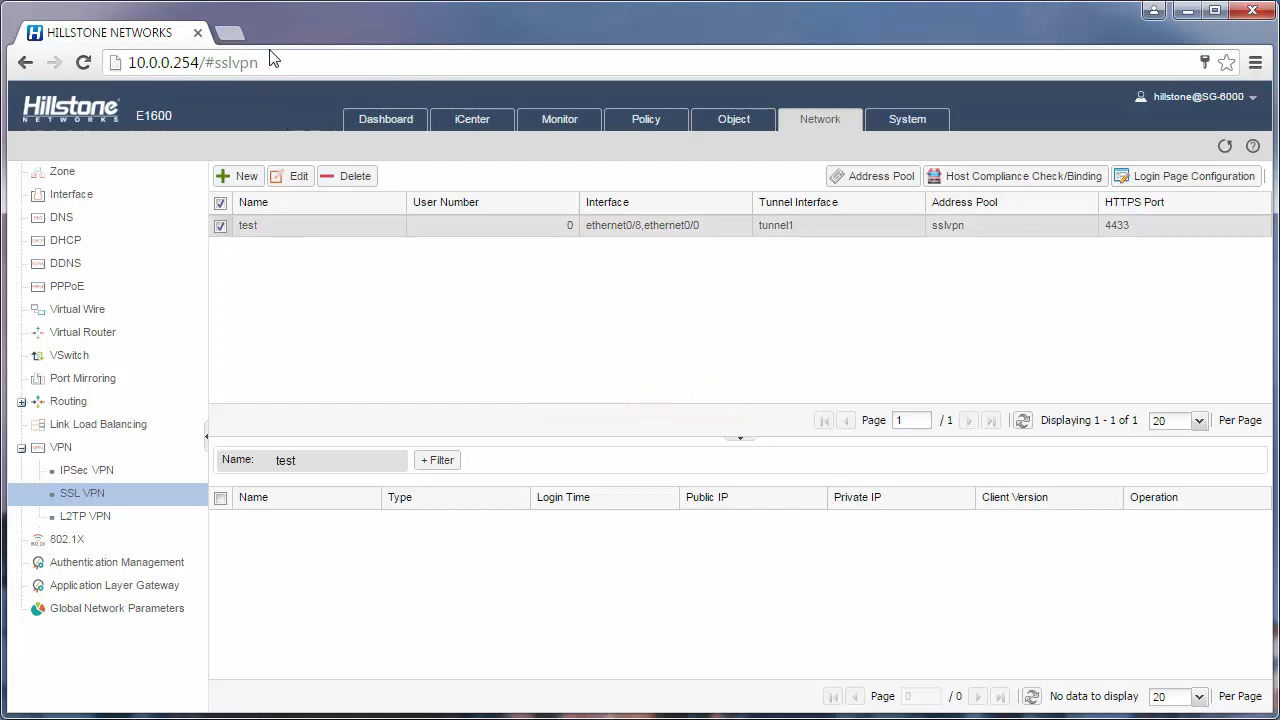 HILLSTONE NETWORKS
10.0.0.254/#sslvpn
Hillstone
NETWORKS
E1600
hillstone@SG-6000
Dashboard iCenter Monitor Policy Object Network System
Zone
Interface
DNS
DHCP
DDNS
PPPoE
Virtual Wire
Virtual Router
VSwitch
Port Mirroring
Routing
Link Load Balancing
VPN
IPSec VPN
SSL VPN
L2TP VPN
802.1X
Authentication Management
Application Layer Gateway
Global Network Parameters
New Edit Delete Address Pool Host Compliance Check/Binding Login Page Configuration
Name User Number Interface Tunnel Interface Address Pool HTTPS Port
test 0 ethernet0/8,ethernet0/0 tunnel1 sslvpn 4433
Page 1 / 1 Displaying 1 - 1 of 1 20 Per Page
Name: test + Filter
Name Type Login Time Public IP Private IP Client Version Operation
Page 0 / 0 No data to display 20 Per Page